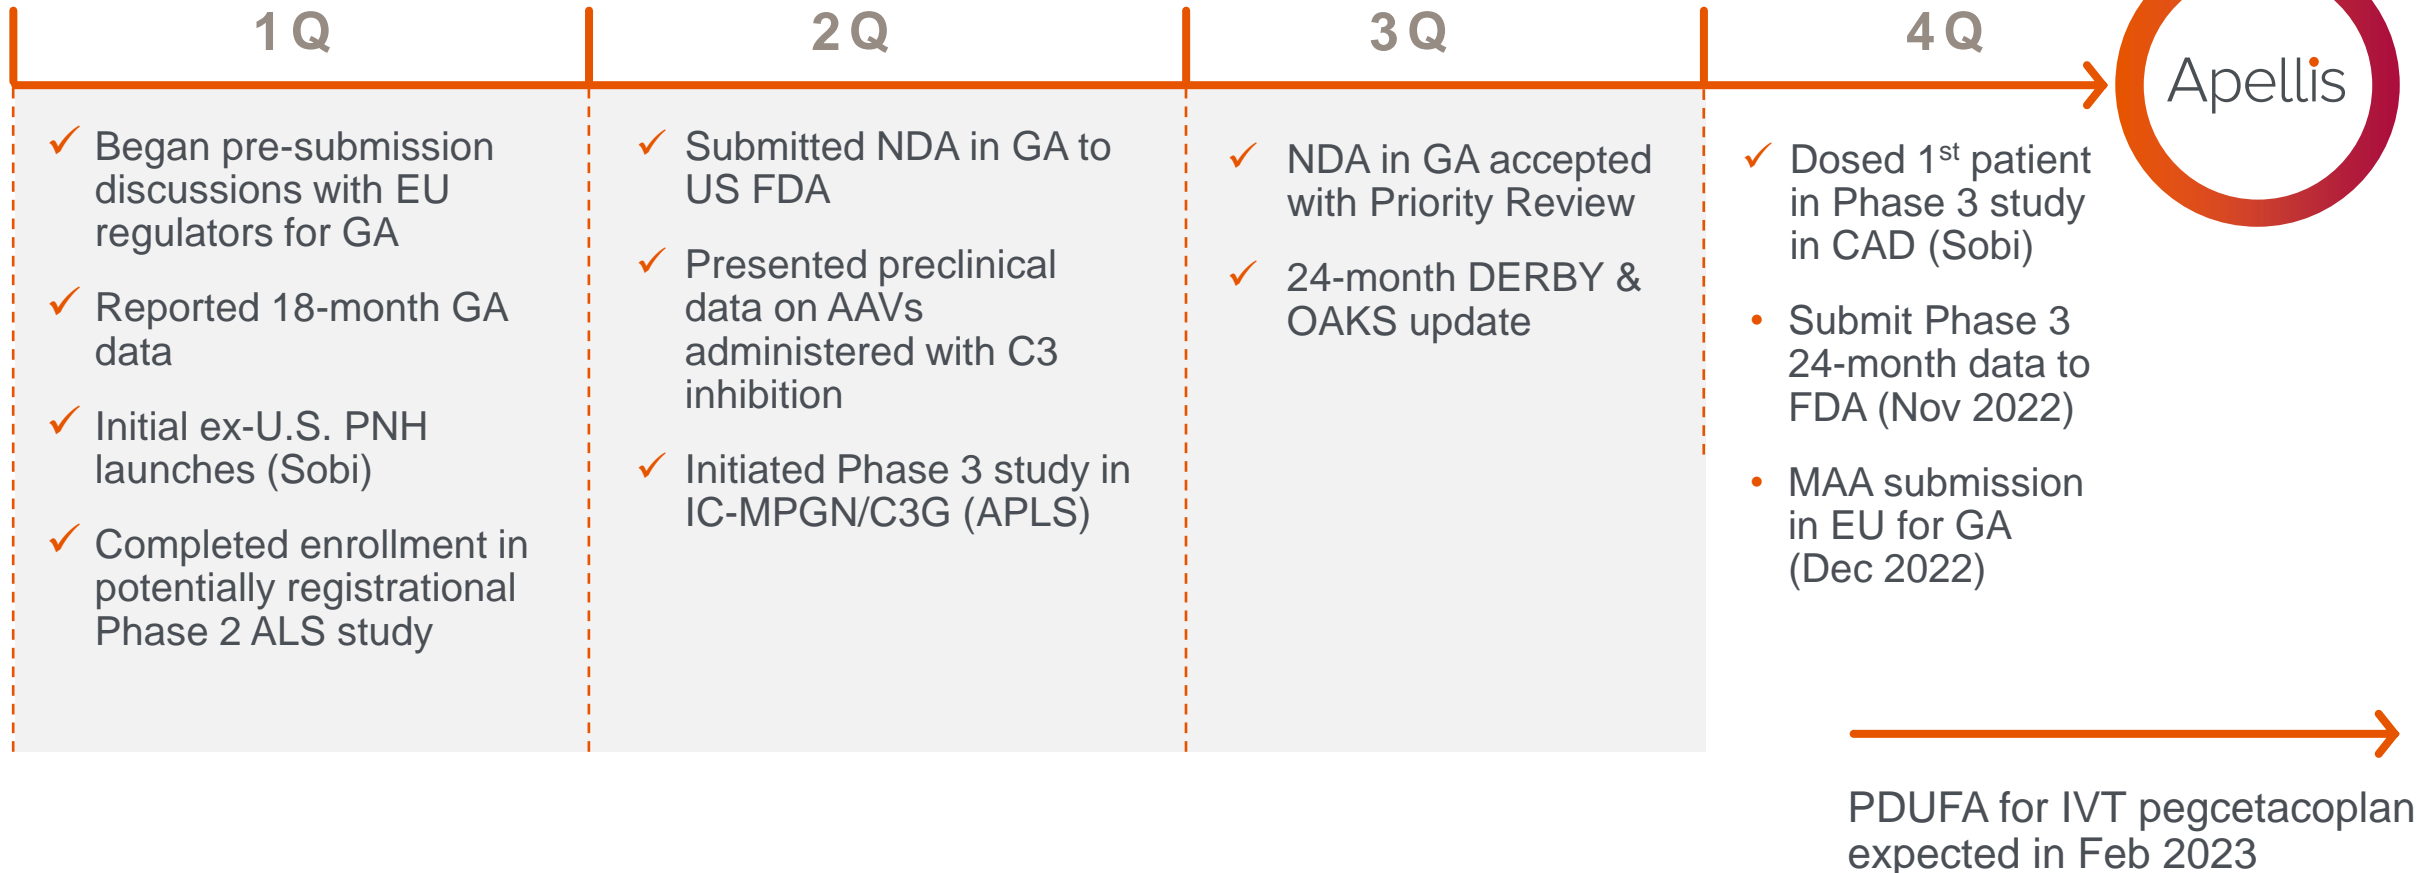 1Q
2Q
3Q
4Q
Apellis
✓ Began pre-submission
discussions with EU
regulators for GA
✓ Reported 18-month GA
data
✓ Initial ex-U.S. PNH
launches (Sobi)
✓ Completed enrollment in
potentially registrational
Phase 2 ALS study
✓ Submitted NDA in GA to
US FDA
✓ Presented preclinical
data on AAVs
administered with C3
inhibition
✓ Initiated Phase 3 study in
IC-MPGN/C3G (APLS)
✓ NDA in GA accepted
with Priority Review
✓ 24-month DERBY &
OAKS update
✓ Dosed 1st patient
in Phase 3 study
in CAD (Sobi)
• Submit Phase 3
24-month data to
FDA (Nov 2022)
• MAA submission
in EU for GA
(Dec 2022)
PDUFA for IVT pegcetacoplan
expected in Feb 2023